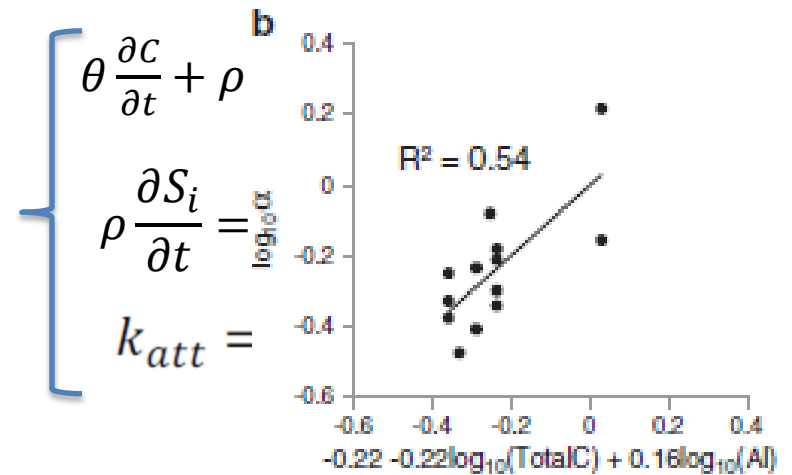 θ ∂c/∂t + ρ
ρ ∂Sᵢ/∂t =
k_att =
b
0.4
0.2
0
-0.2
-0.4
-0.6
log₁₀α
R² = 0.54
-0.6 -0.4 -0.2 0 0.2 0.4
-0.22 -0.22log₁₀(TotalC) + 0.16log₁₀(Al)